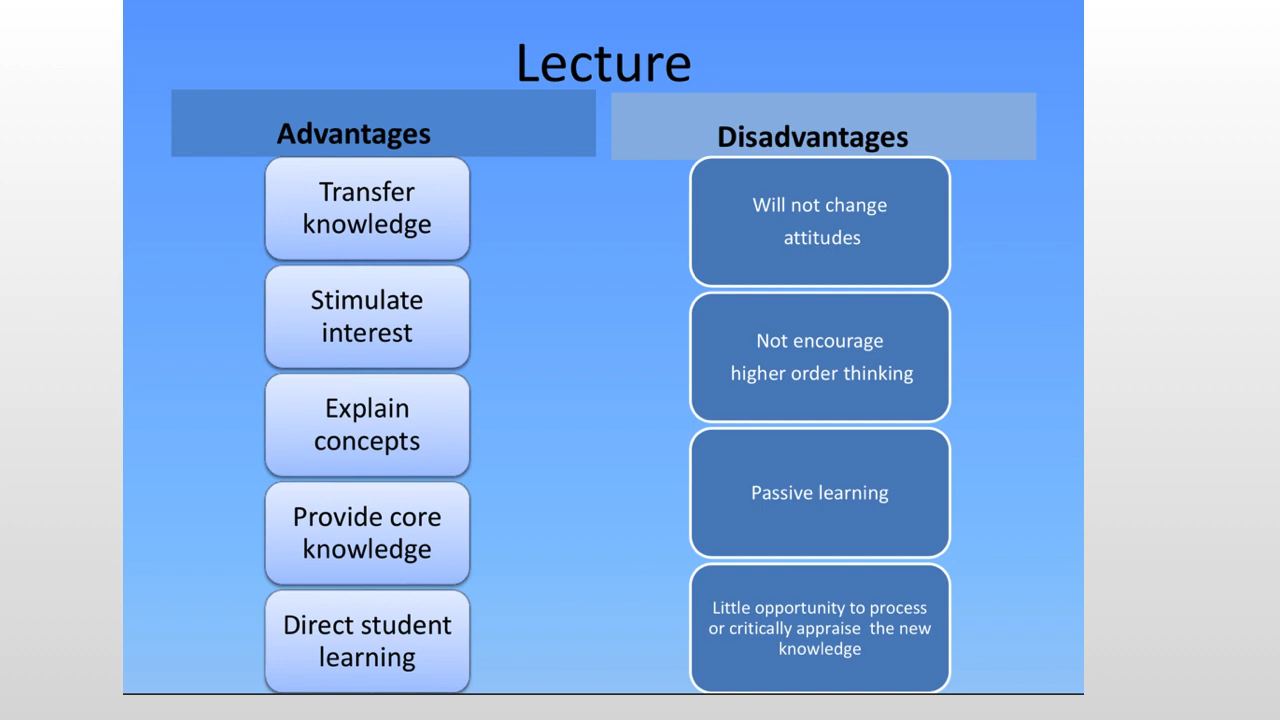 Lecture
Advantages
Transfer
knowledge
Stimulate
interest
Explain
concepts
Provide core
knowledge
Direct student
learning
Disadvantages
Will not change
attitudes
Not encourage
higher order thinking
Passive learning
Little opportunity to process
or critically appraise  the new
knowledge